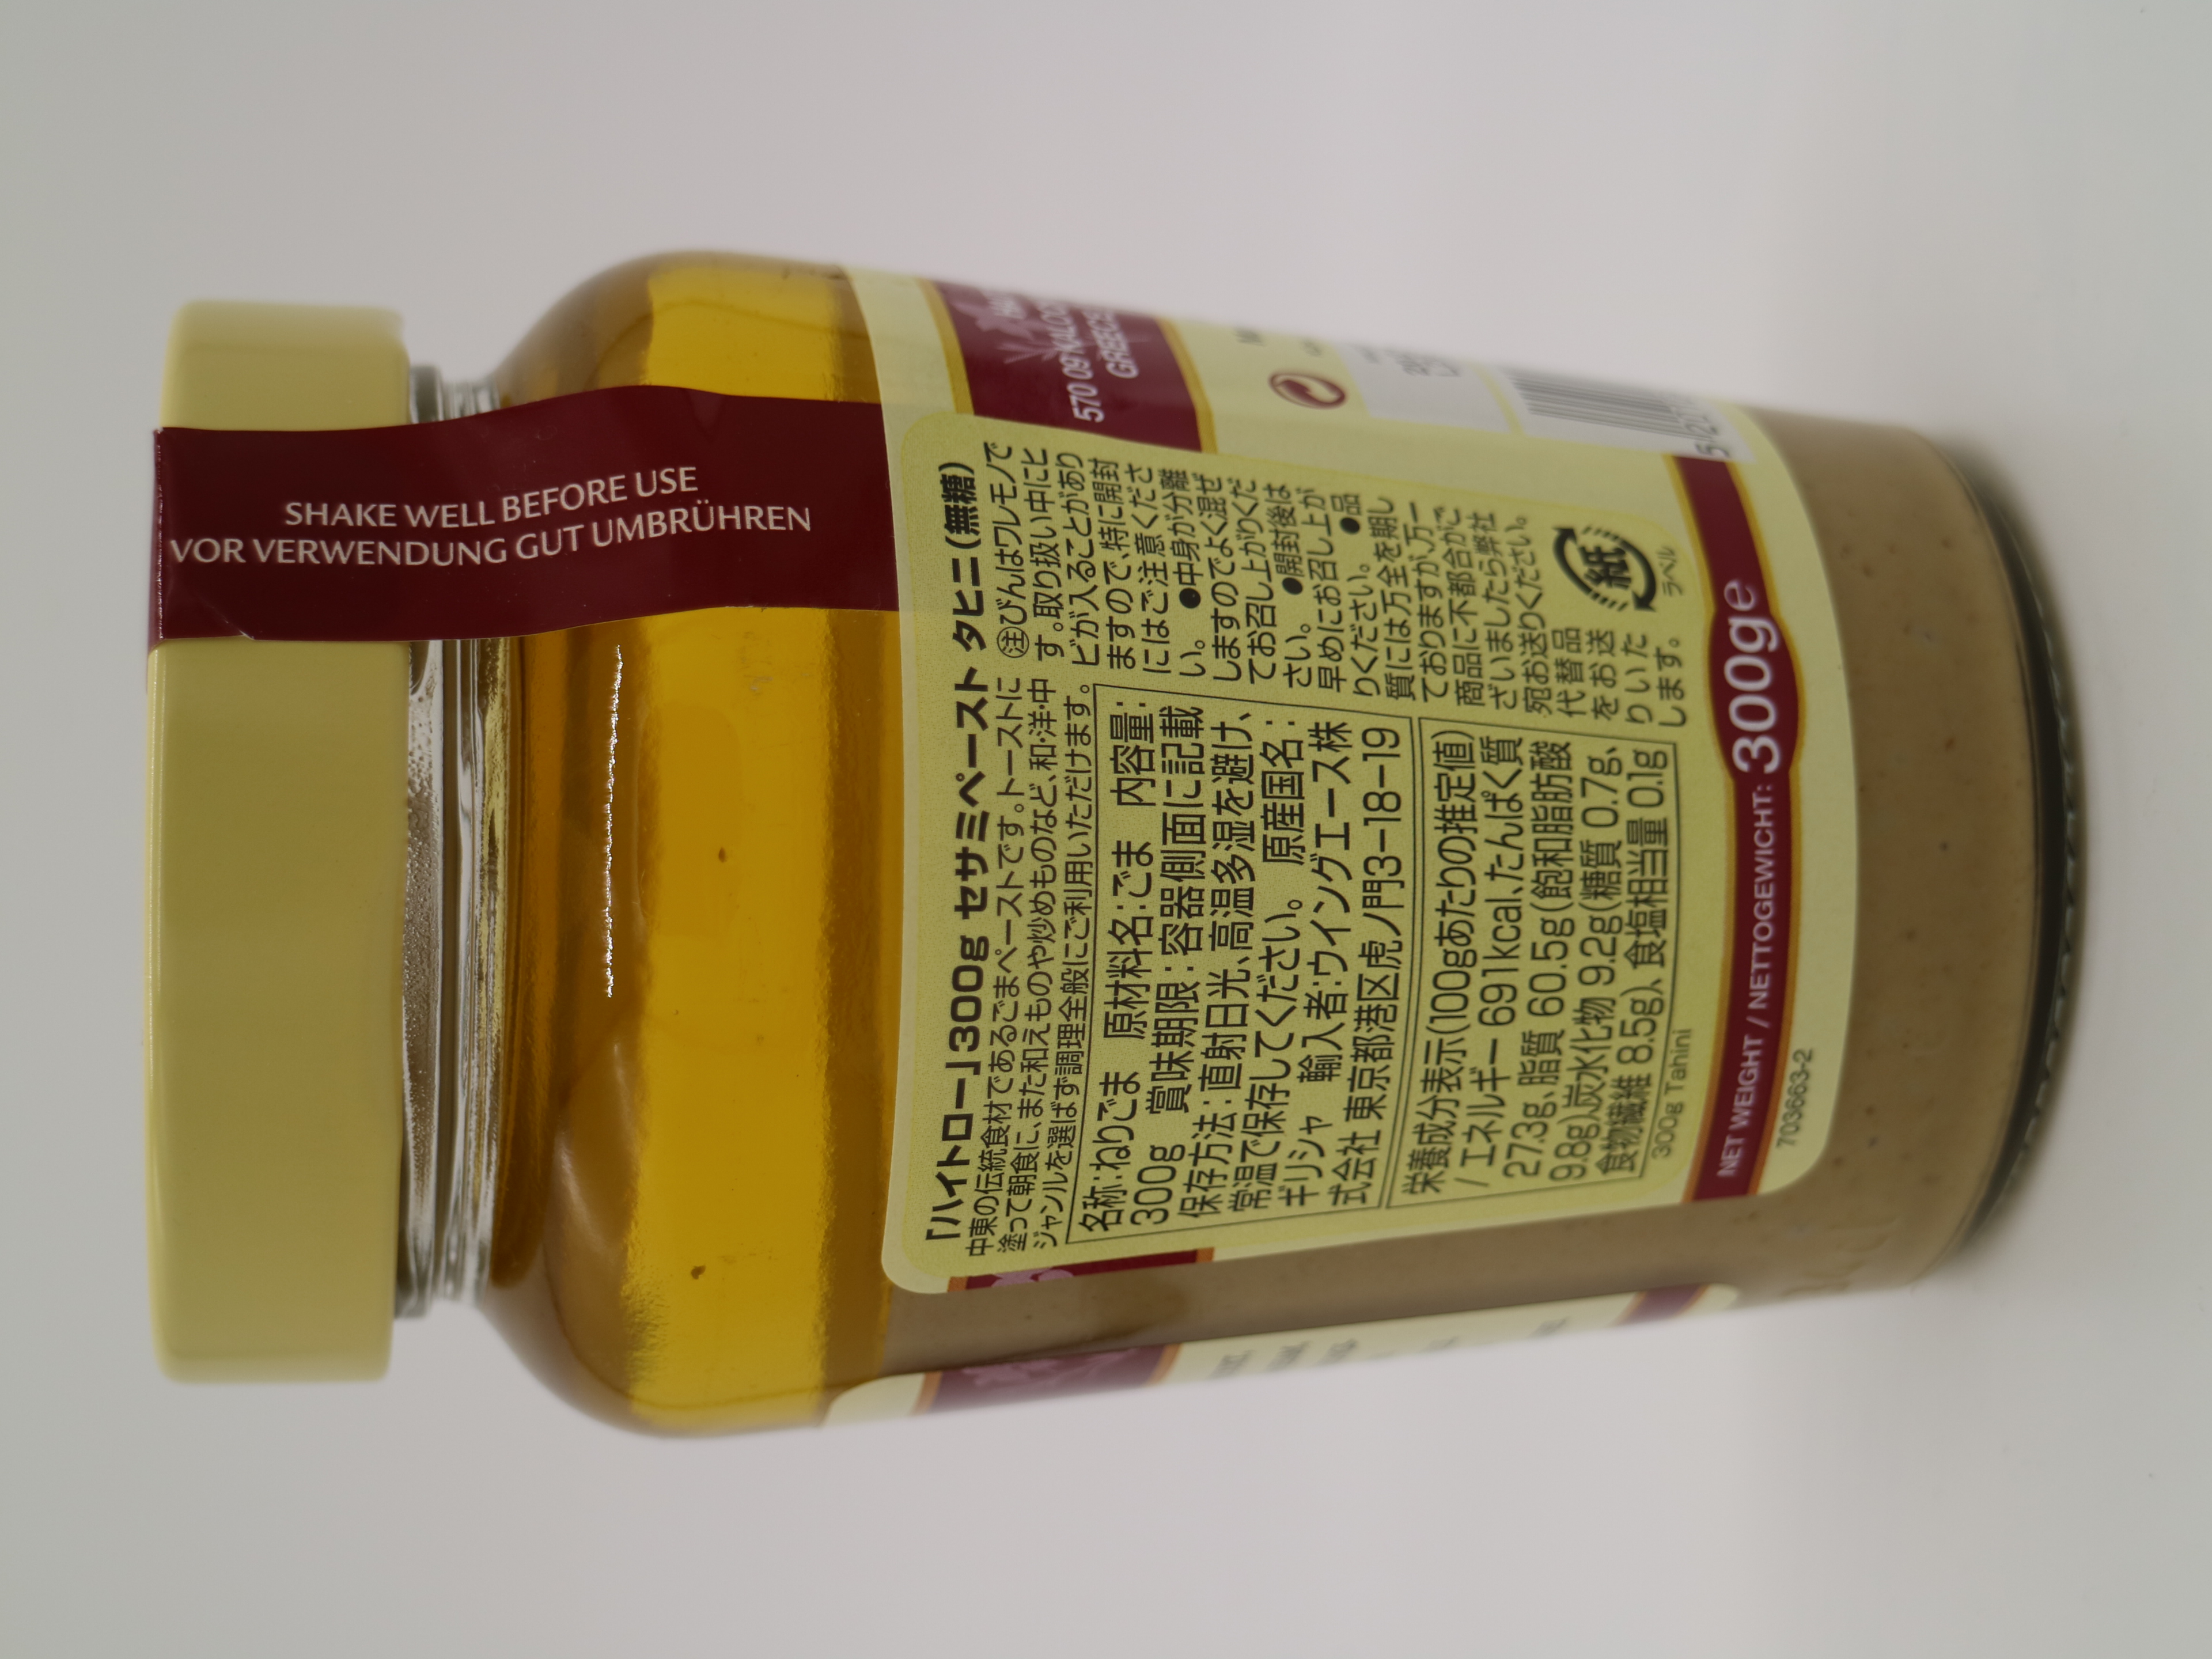 SHAKE WELL BEFORE USE
VOR VERWENDUNG GUT UMBRÜHREN
「ハイトロー」300g セサミペースト タヒニ(無糖)
中東の伝統食材であるごまペーストです。トーストに
塗って朝食に、また和えものや炒めものなど、和・洋・中
ジャンルを選ばず調理全般にご利用いただけます。
名称:ねりごま 原材料名:ごま 内容量:
300g 賞味期限:容器側面に記載
保存方法:直射日光、高温多湿を避け、
常温で保存してください。 原産国名:
ギリシャ 輸入者:ウイングエース株
式会社 東京都港区虎ノ門3-18-19
栄養成分表示(100gあたりの推定値)
/ エネルギー 691kcal、たんぱく質
27.3g、脂質 60.5g(飽和脂肪酸
9.8g)、炭水化物 9.2g(糖質 0.7g、
食物繊維 8.5g)、食塩相当量 0.1g
300g Tahini
㊟びんはワレモノで
す。取り扱い中にヒ
ビが入ることがあり
ますので、特に開封
にはご注意くださ
い。 ●中身が分離
しますのでよく混ぜ
てお召し上がりくだ
さい。 ●開封後は
早めにお召し上が
りください。 ●品
質には万全を期し
ておりますが、万一
商品に不都合がご
ざいましたら弊社
宛お送りください。
代替品
をお送
りいた
します。
紙
ラベル
570 09 KALOC
GREECE
NET WEIGHT / NETTOGEWICHT: 300g e
703663-2